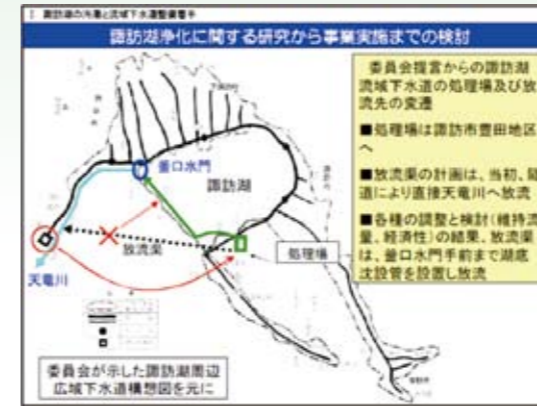 諏訪湖浄化に関する研究から事業実施までの検討
委員会提言からの諏訪湖
流域下水道の処理場及び放
流先の変遷
■処理場は諏訪市豊田地区
へ
■放流渠の計画は、当初、隧
道により直接天竜川へ放流
■各種の調整と検討(維持流
量、経済性)の結果、放流渠
は、釜口水門手前まで湖底
沈設管を設置し放流
釜口水門
諏訪湖
放流渠
処理場
天竜川
委員会が示した諏訪湖周辺
広域下水道構想図を元に